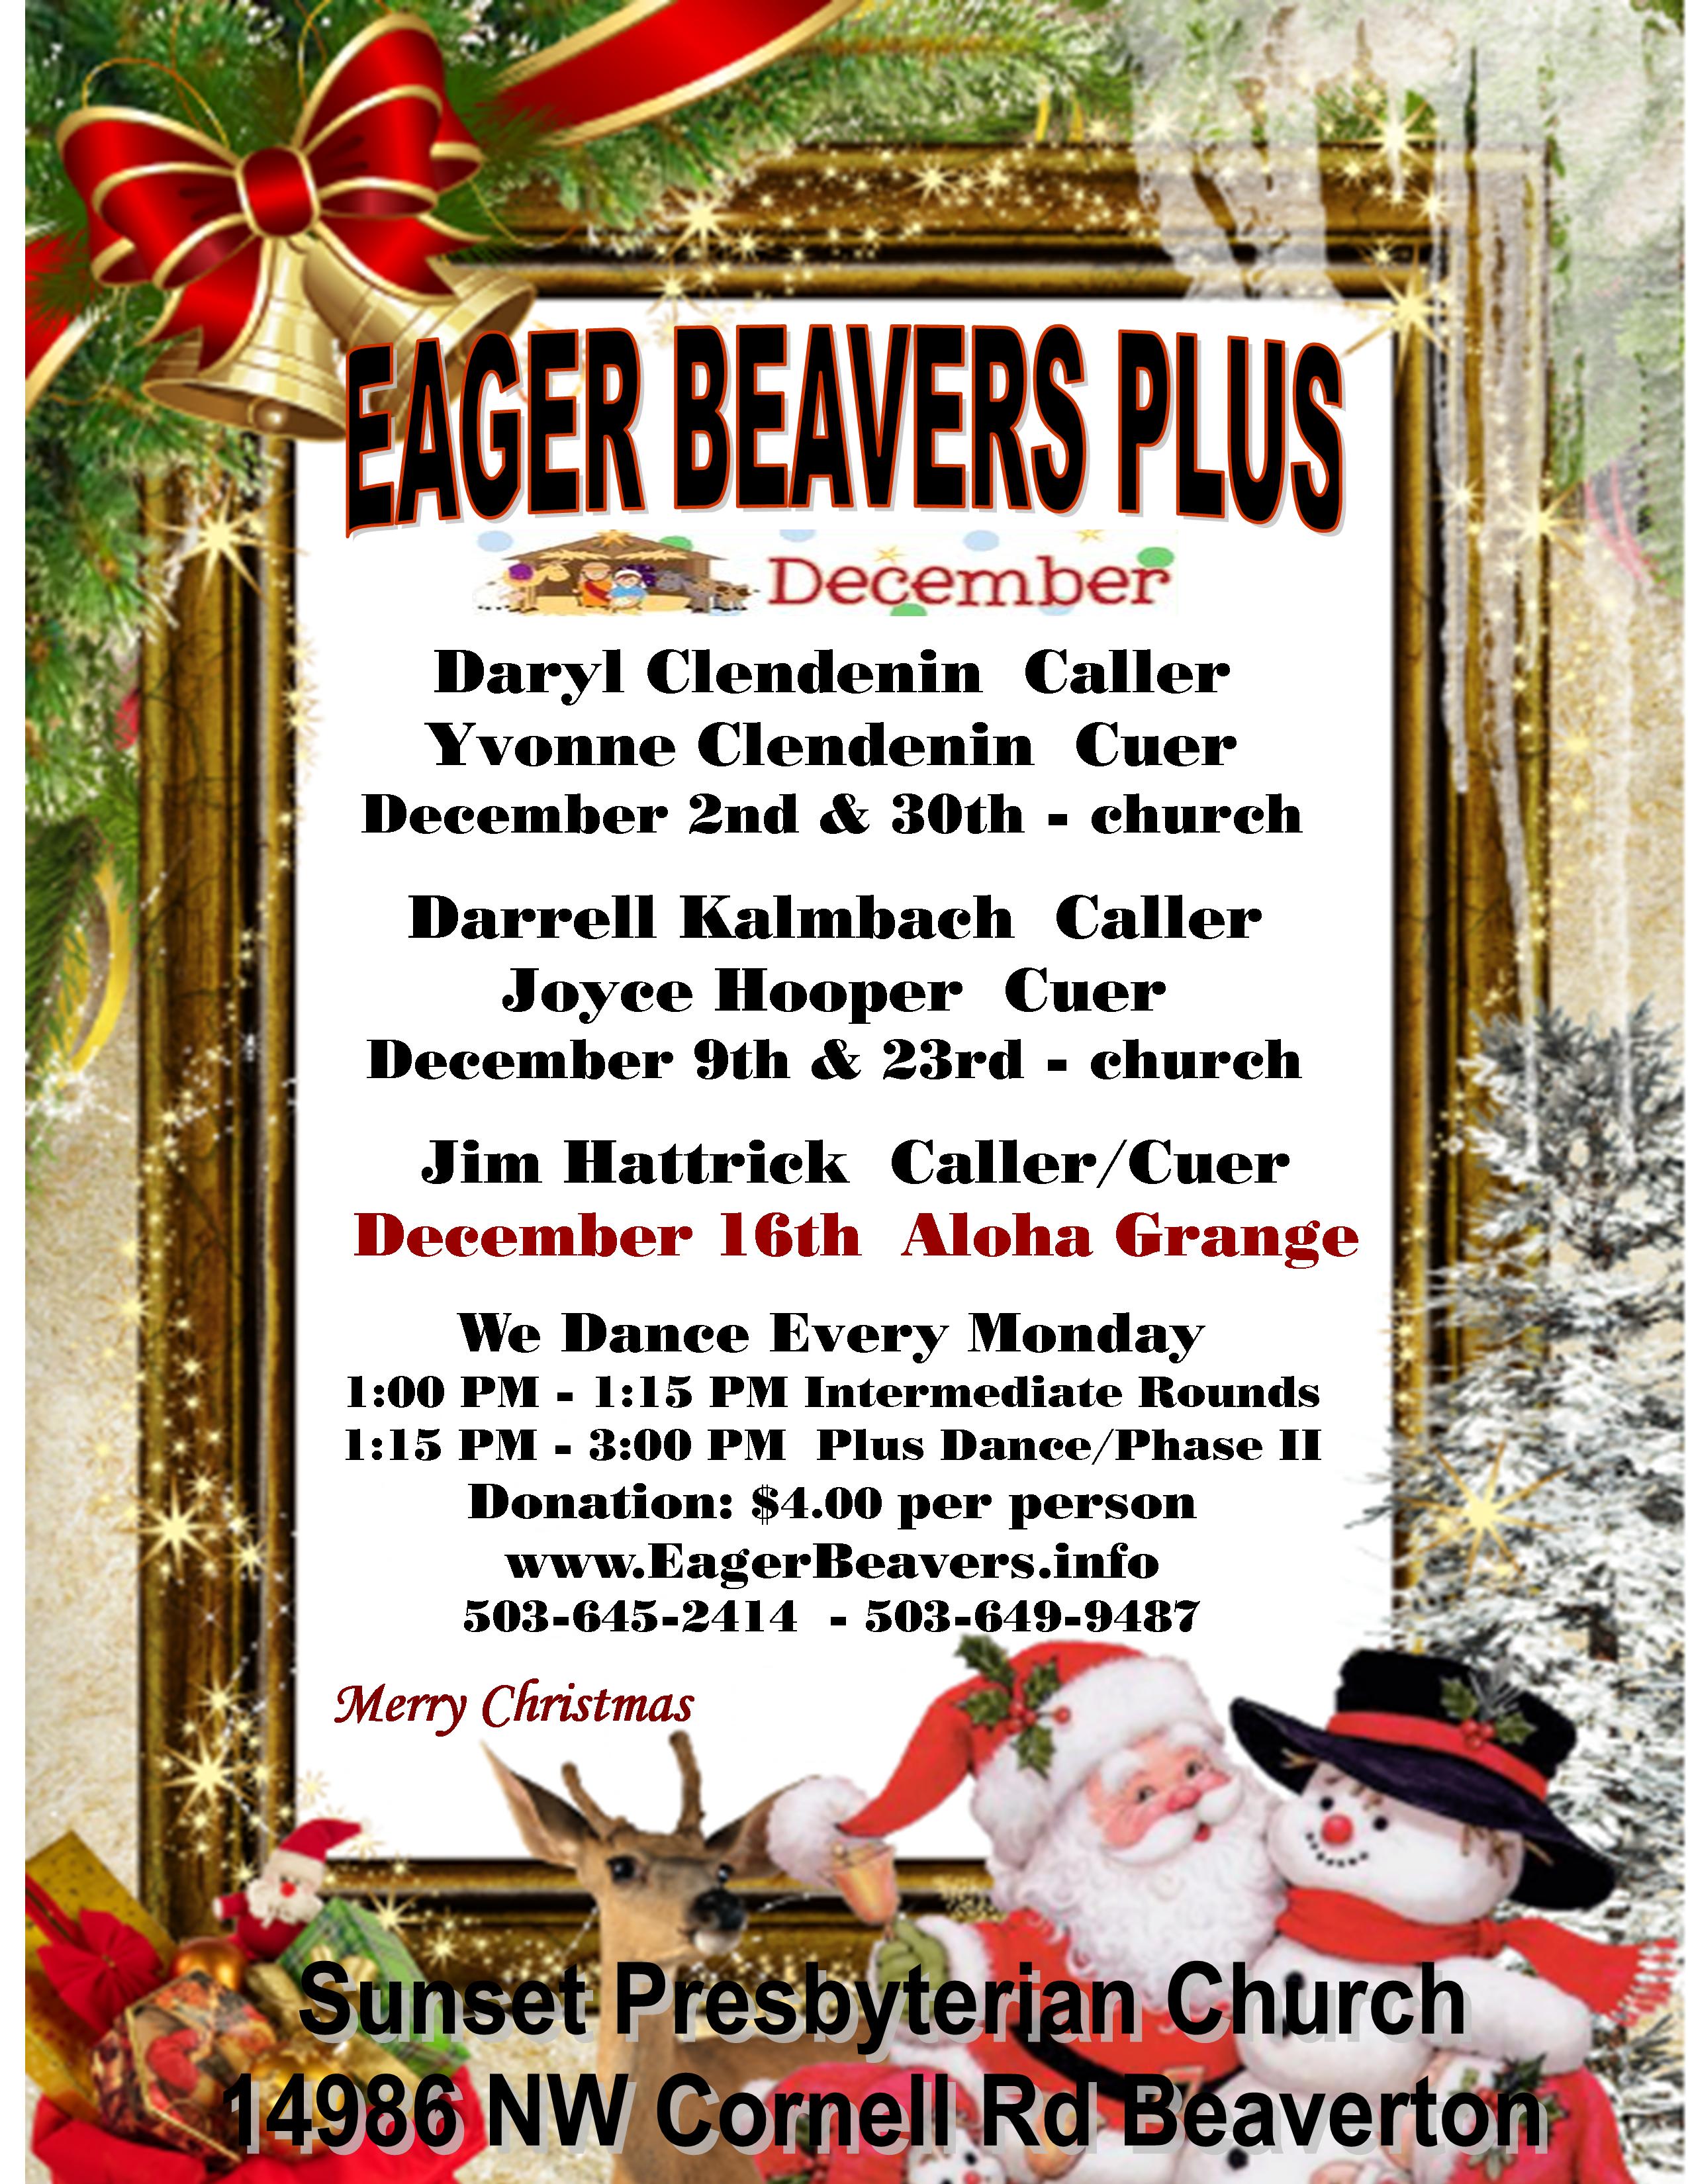 EAGER BEAVERS PLUS
December
Daryl Clendenin Caller
Yvonne Clendenin Cuer
December 2nd & 30th - church
Darrell Kalmbach Caller
Joyce Hooper Cuer
December 9th & 23rd - church
Jim Hattrick Caller/Cuer
December 16th Aloha Grange
We Dance Every Monday
1:00 PM - 1:15 PM Intermediate Rounds
1:15 PM - 3:00 PM Plus Dance/Phase II
Donation: $4.00 per person
www.EagerBeavers.info
503-645-2414 - 503-649-9487
Merry Christmas
Sunset Presbyterian Church
14986 NW Cornell Rd Beaverton